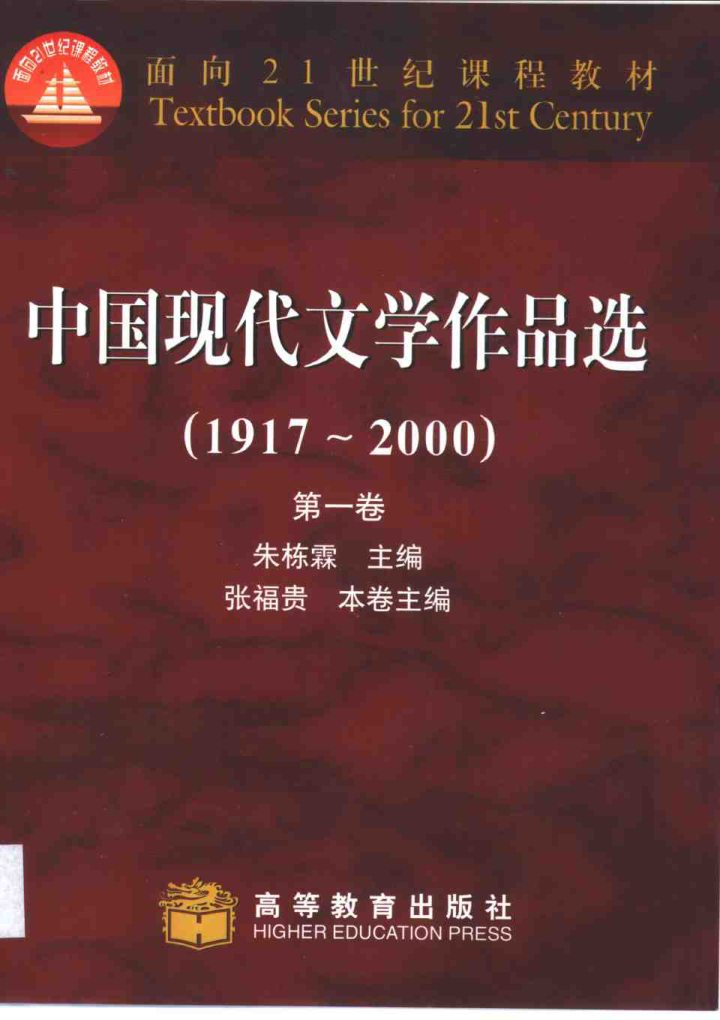 面向21世纪课程教材
面向21世纪课程教材
Textbook Series for 21st Century
中国现代文学作品选
(1917~2000)
第一卷
朱栋霖 主编
张福贵 本卷主编
高等教育出版社
HIGHER EDUCATION PRESS